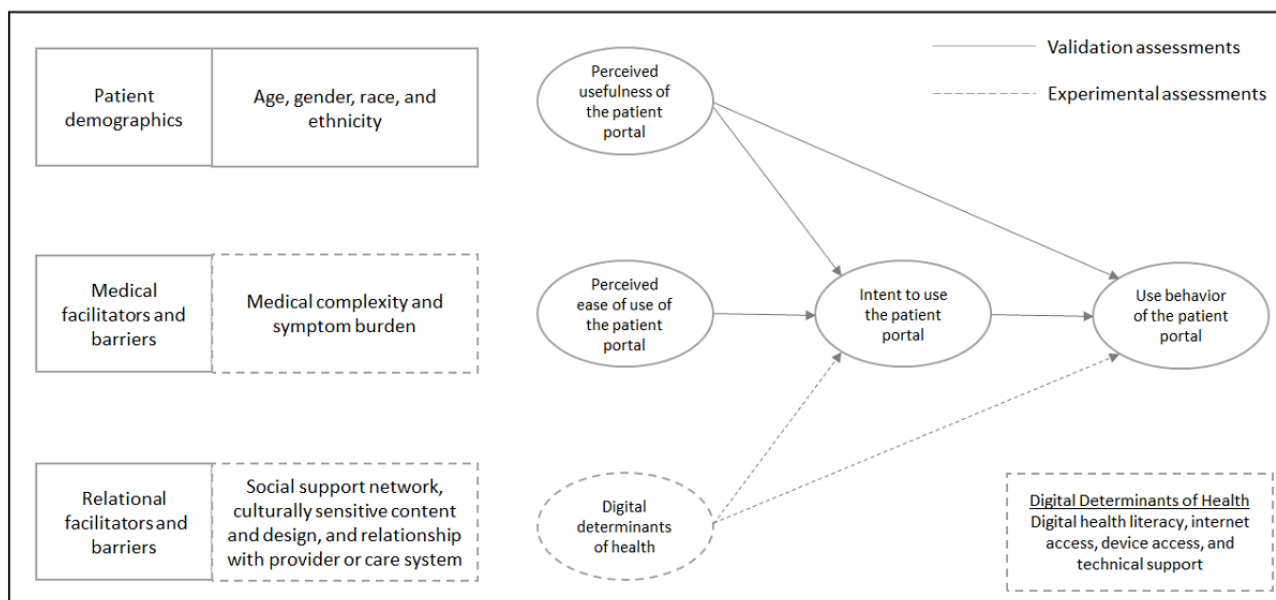 Patient
demographics
Age, gender, race, and
ethnicity
Perceived
usefulness of
the patient
portal
Validation assessments
Experimental assessments
Medical
facilitators and
barriers
Medical complexity and
symptom burden
Perceived
ease of use of
the patient
portal
Intent to use
the patient
portal
Use behavior
of the patient
portal
Relational
facilitators and
barriers
Social support network,
culturally sensitive content
and design, and relationship
with provider or care system
Digital
determinants
of health
Digital Determinants of Health
Digital health literacy, internet
access, device access, and
technical support